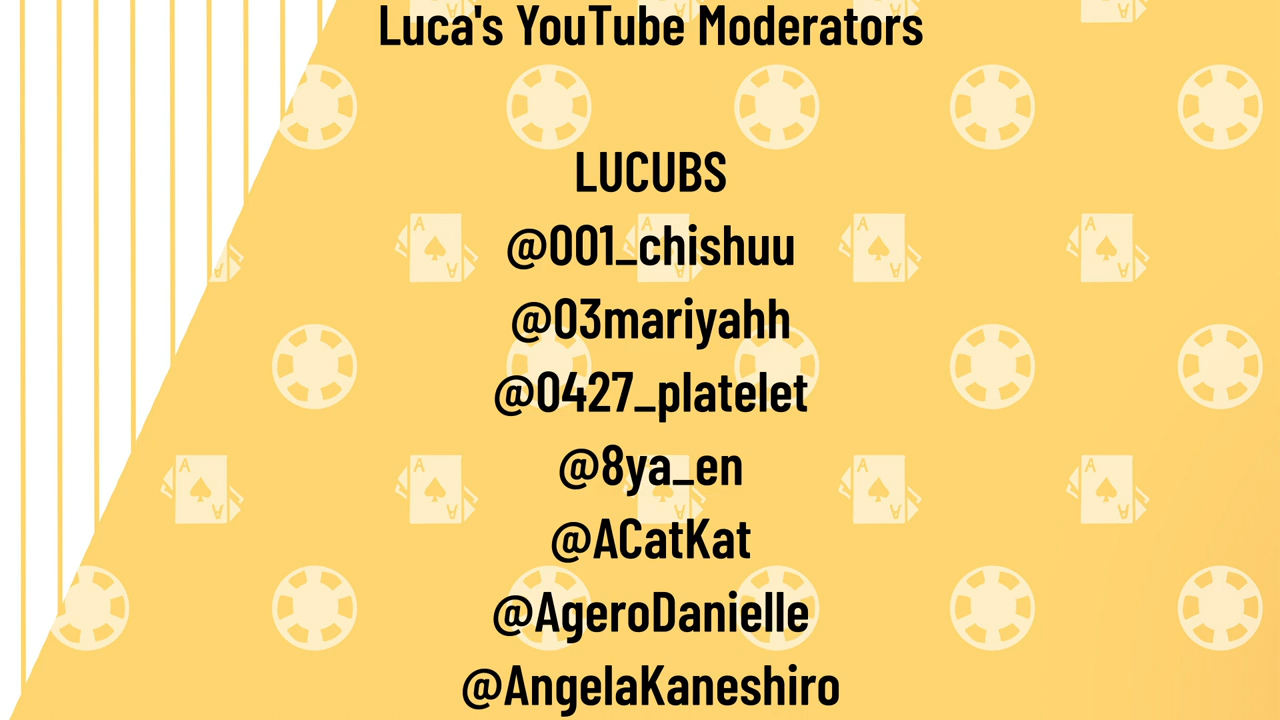 Luca's YouTube Moderators
LUCUBS
@001_chishuu
@03mariyahh
@0427_platelet
@8ya_en
@ACatKat
@AgeroDanielle
@AngelaKaneshiro